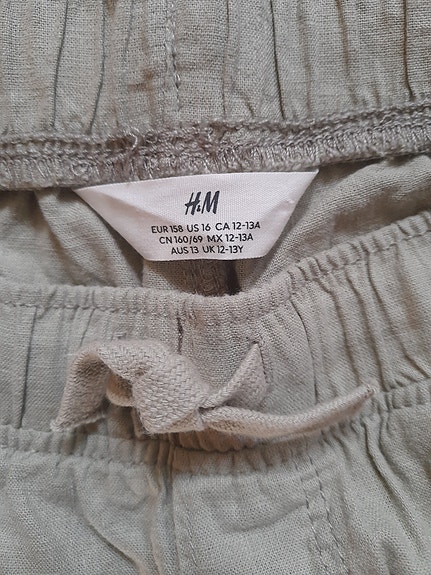 H&M
EUR 158 US 16 CA 12-13A
CN 160/69 MX 12-13A
AUS 13 UK 12-13Y